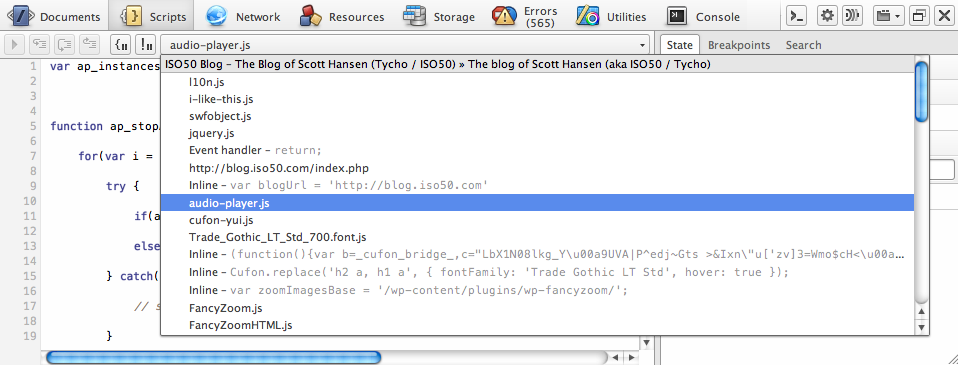 Documents Scripts Network Resources Storage Errors (565) Utilities Console
audio-player.js State Breakpoints Search
ISO50 Blog – The Blog of Scott Hansen (Tycho / ISO50) » The blog of Scott Hansen (aka ISO50 / Tycho)
l10n.js
i-like-this.js
swfobject.js
jquery.js
Event handler – return;
http://blog.iso50.com/index.php
Inline – var blogUrl = 'http://blog.iso50.com'
audio-player.js
cufon-yui.js
Trade_Gothic_LT_Std_700.font.js
Inline – (function(){var b=_cufon_bridge_,c="LbX1N08lkg_Y\u00a9UVA|P^edj~Gts >&Ixn\"u['zv]3=Wmo$cH<\u00a...
Inline – Cufon.replace('h2 a, h1 a', { fontFamily: 'Trade Gothic LT Std', hover: true });
Inline – var zoomImagesBase = '/wp-content/plugins/wp-fancyzoom/';
FancyZoom.js
FancyZoomHTML.js
1 var ap_instances
2
3
4
5 function ap_stop
6
7 for(var i =
8
9 try {
10
11 if(a
12
13 else
14
15 } catch(
16
17 // s
18
19 }